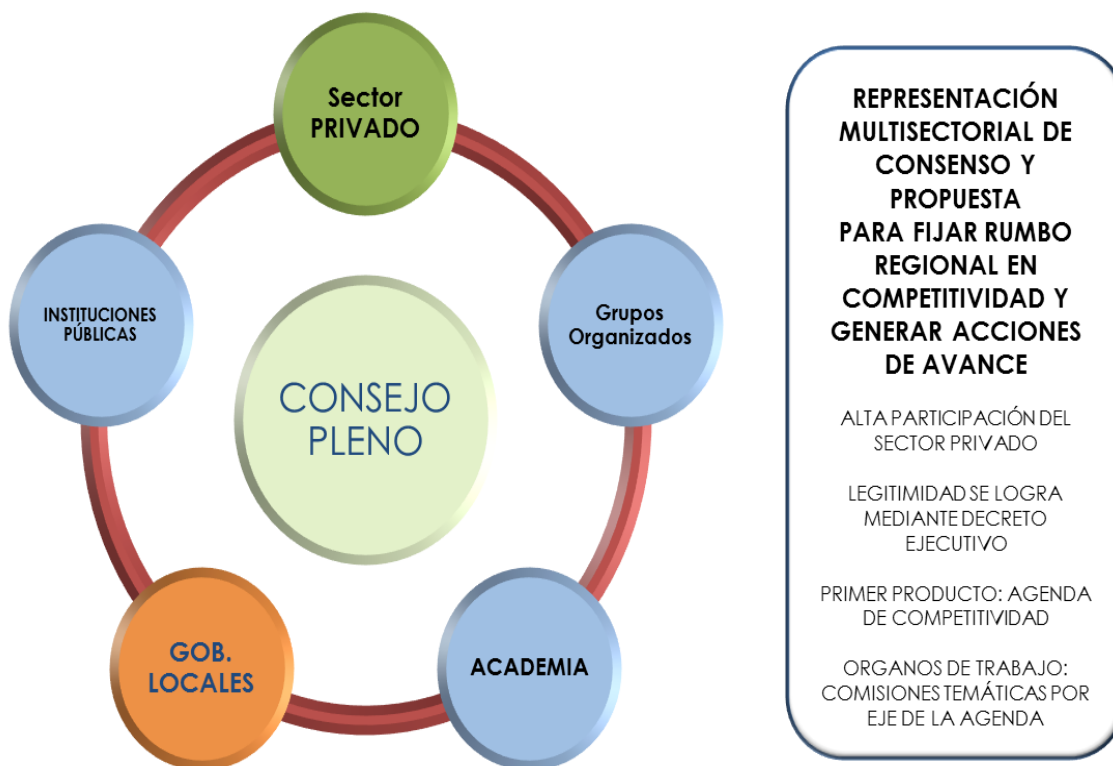 Sector
PRIVADO
INSTITUCIONES
PÚBLICAS
Grupos
Organizados
CONSEJO
PLENO
GOB.
LOCALES
ACADEMIA
REPRESENTACIÓN
MULTISECTORIAL DE
CONSENSO Y
PROPUESTA
PARA FIJAR RUMBO
REGIONAL EN
COMPETITIVIDAD Y
GENERAR ACCIONES
DE AVANCE
ALTA PARTICIPACIÓN DEL
SECTOR PRIVADO
LEGITIMIDAD SE LOGRA
MEDIANTE DECRETO
EJECUTIVO
PRIMER PRODUCTO: AGENDA
DE COMPETITIVIDAD
ORGANOS DE TRABAJO:
COMISIONES TEMÁTICAS POR
EJE DE LA AGENDA